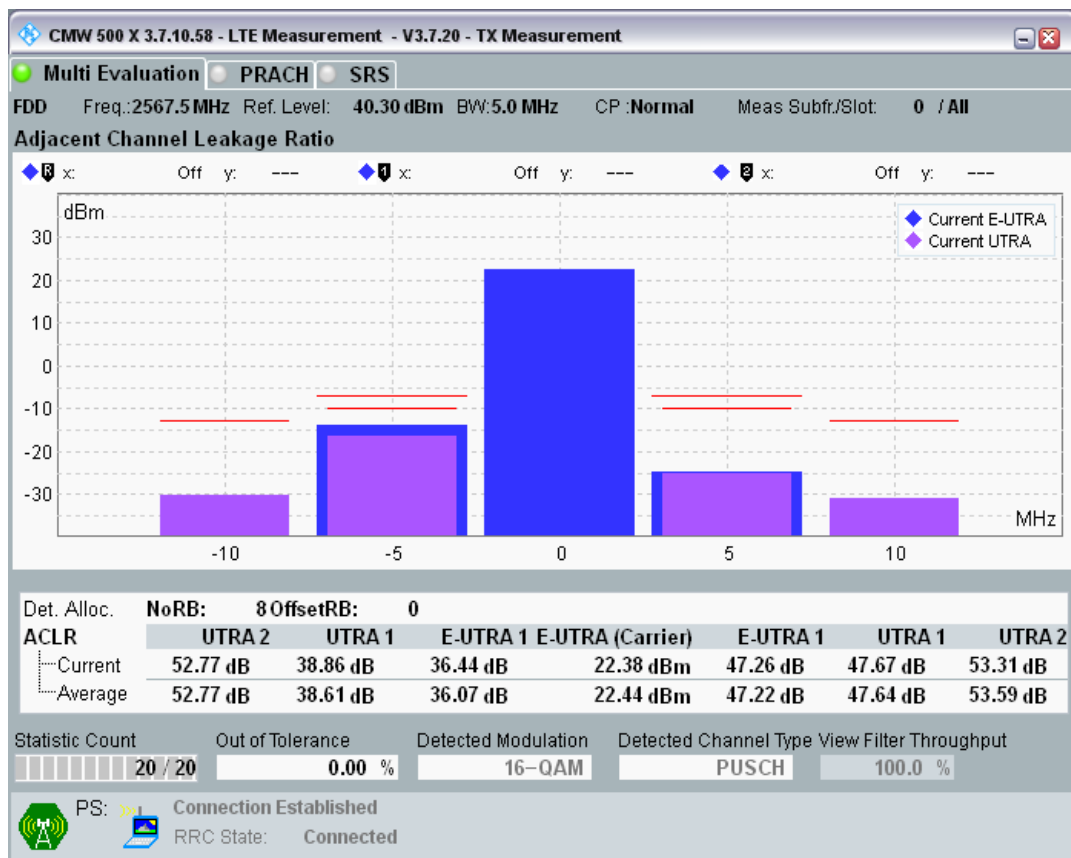 CMW 500 X 3.7.10.58 - LTE Measurement - V3.7.20 - TX Measurement
Multi Evaluation PRACH SRS
FDD Freq.:2567.5 MHz Ref. Level: 40.30 dBm BW:5.0 MHz CP :Normal Meas Subfr./Slot: 0 / All
Adjacent Channel Leakage Ratio
R x: Off y: --- 1 x: Off y: --- 2 x: Off y: ---
dBm
Current E-UTRA
Current UTRA
30
20
10
0
-10
-20
-30
MHz
-10 -5 0 5 10
Det. Alloc. NoRB: 8 OffsetRB: 0
ACLR UTRA 2 UTRA 1 E-UTRA 1 E-UTRA (Carrier) E-UTRA 1 UTRA 1 UTRA 2
Current 52.77 dB 38.86 dB 36.44 dB 22.38 dBm 47.26 dB 47.67 dB 53.31 dB
Average 52.77 dB 38.61 dB 36.07 dB 22.44 dBm 47.22 dB 47.64 dB 53.59 dB
Statistic Count Out of Tolerance Detected Modulation Detected Channel Type View Filter Throughput
20 / 20 0.00 % 16-QAM PUSCH 100.0 %
PS: Connection Established
RRC State: Connected